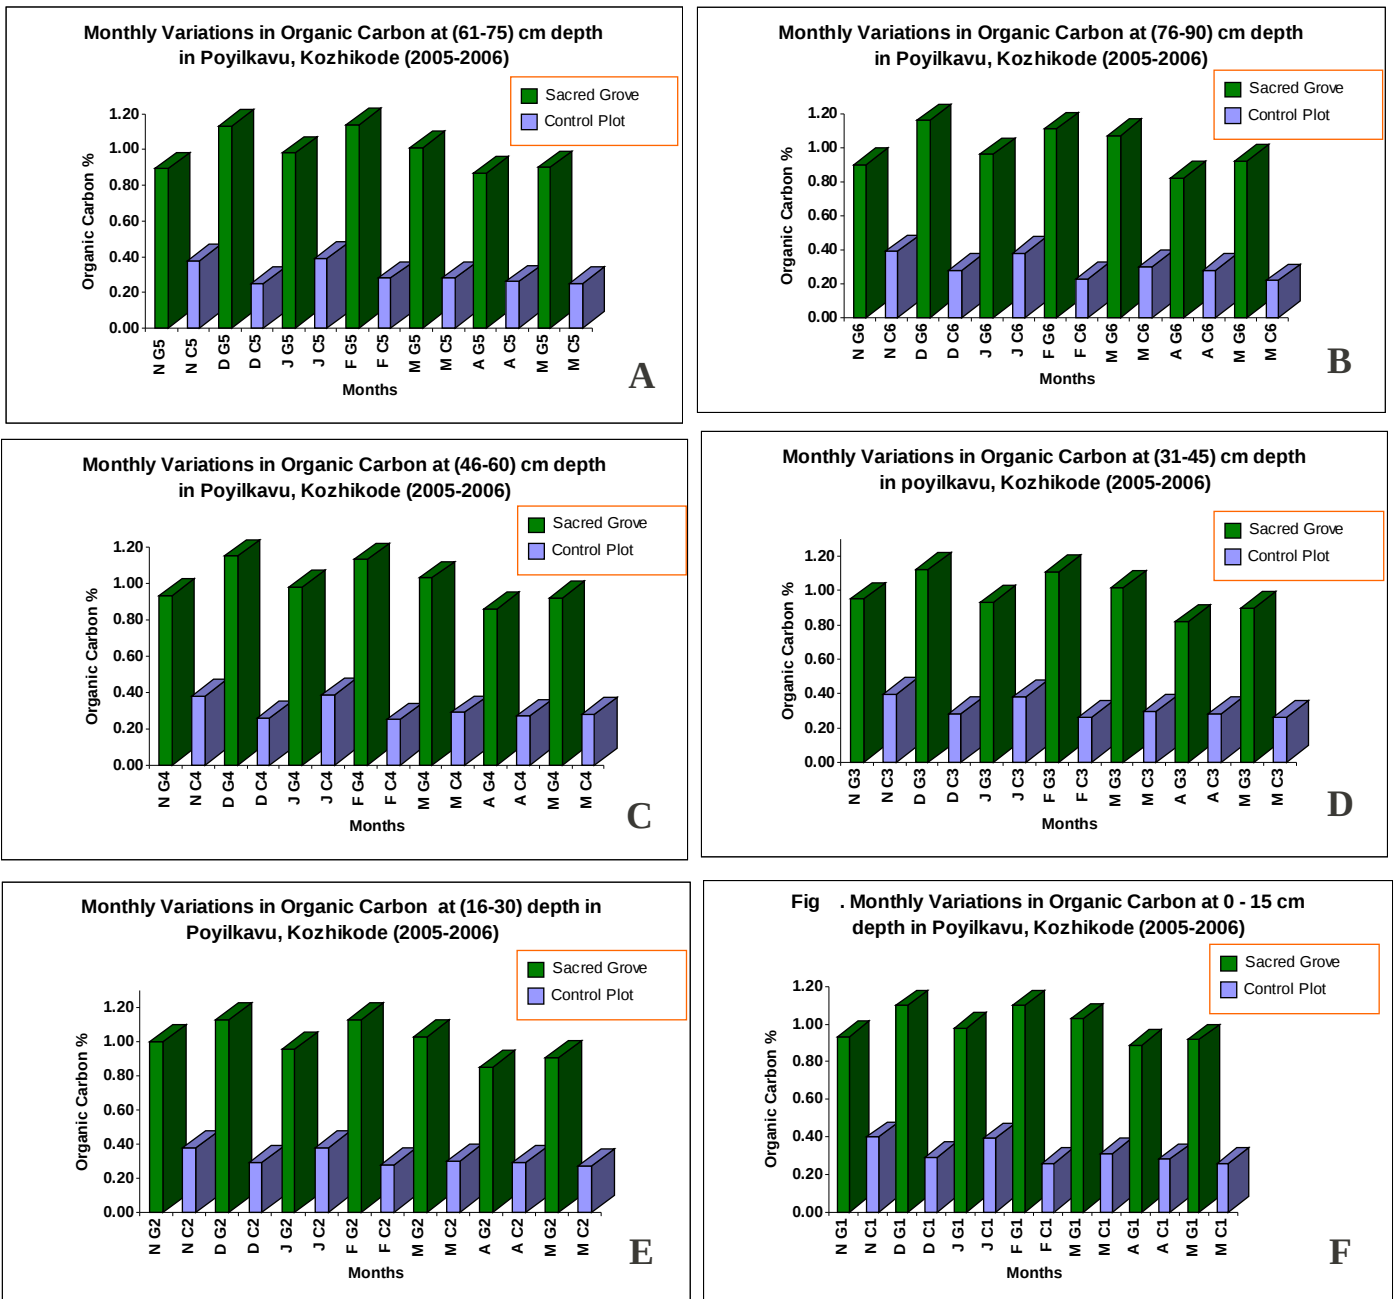 Monthly Variations in Organic Carbon at (61-75) cm depth
in Poyilkavu, Kozhikode (2005-2006)
Sacred Grove
Control Plot
Organic Carbon %
1.20
1.00
0.80
0.60
0.40
0.20
0.00
N G5
N C5
D G5
D C5
J G5
J C5
F G5
F C5
M G5
M C5
A G5
A C5
M G5
M C5
Months
A
Monthly Variations in Organic Carbon at (76-90) cm depth
in Poyilkavu, Kozhikode (2005-2006)
Sacred Grove
Control Plot
Organic Carbon %
1.20
1.00
0.80
0.60
0.40
0.20
0.00
N G6
N C6
D G6
D C6
J G6
J C6
F G6
F C6
M G6
M C6
A G6
A C6
M G6
M C6
Months
B
Monthly Variations in Organic Carbon at (46-60) cm depth
in Poyilkavu, Kozhikode (2005-2006)
Sacred Grove
Control Plot
Organic Carbon %
1.20
1.00
0.80
0.60
0.40
0.20
0.00
N G4
N C4
D G4
D C4
J G4
J C4
F G4
F C4
M G4
M C4
A G4
A C4
M G4
M C4
Months
C
Monthly Variations in Organic Carbon at (31-45) cm depth
in poyilkavu, Kozhikode (2005-2006)
Sacred Grove
Control Plot
Organic Carbon %
1.20
1.00
0.80
0.60
0.40
0.20
0.00
N G3
N C3
D G3
D C3
J G3
J C3
F G3
F C3
M G3
M C3
A G3
A C3
M G3
M C3
Months
D
Monthly Variations in Organic Carbon at (16-30) depth in
Poyilkavu, Kozhikode (2005-2006)
Sacred Grove
Control Plot
Organic Carbon %
1.20
1.00
0.80
0.60
0.40
0.20
0.00
N G2
N C2
D G2
D C2
J G2
J C2
F G2
F C2
M G2
M C2
A G2
A C2
M G2
M C2
Months
E
Fig . Monthly Variations in Organic Carbon at 0 - 15 cm
depth in Poyilkavu, Kozhikode (2005-2006)
Sacred Grove
Control Plot
Organic Carbon %
1.20
1.00
0.80
0.60
0.40
0.20
0.00
N G1
N C1
D G1
D C1
J G1
J C1
F G1
F C1
M G1
M C1
A G1
A C1
M G1
M C1
Months
F